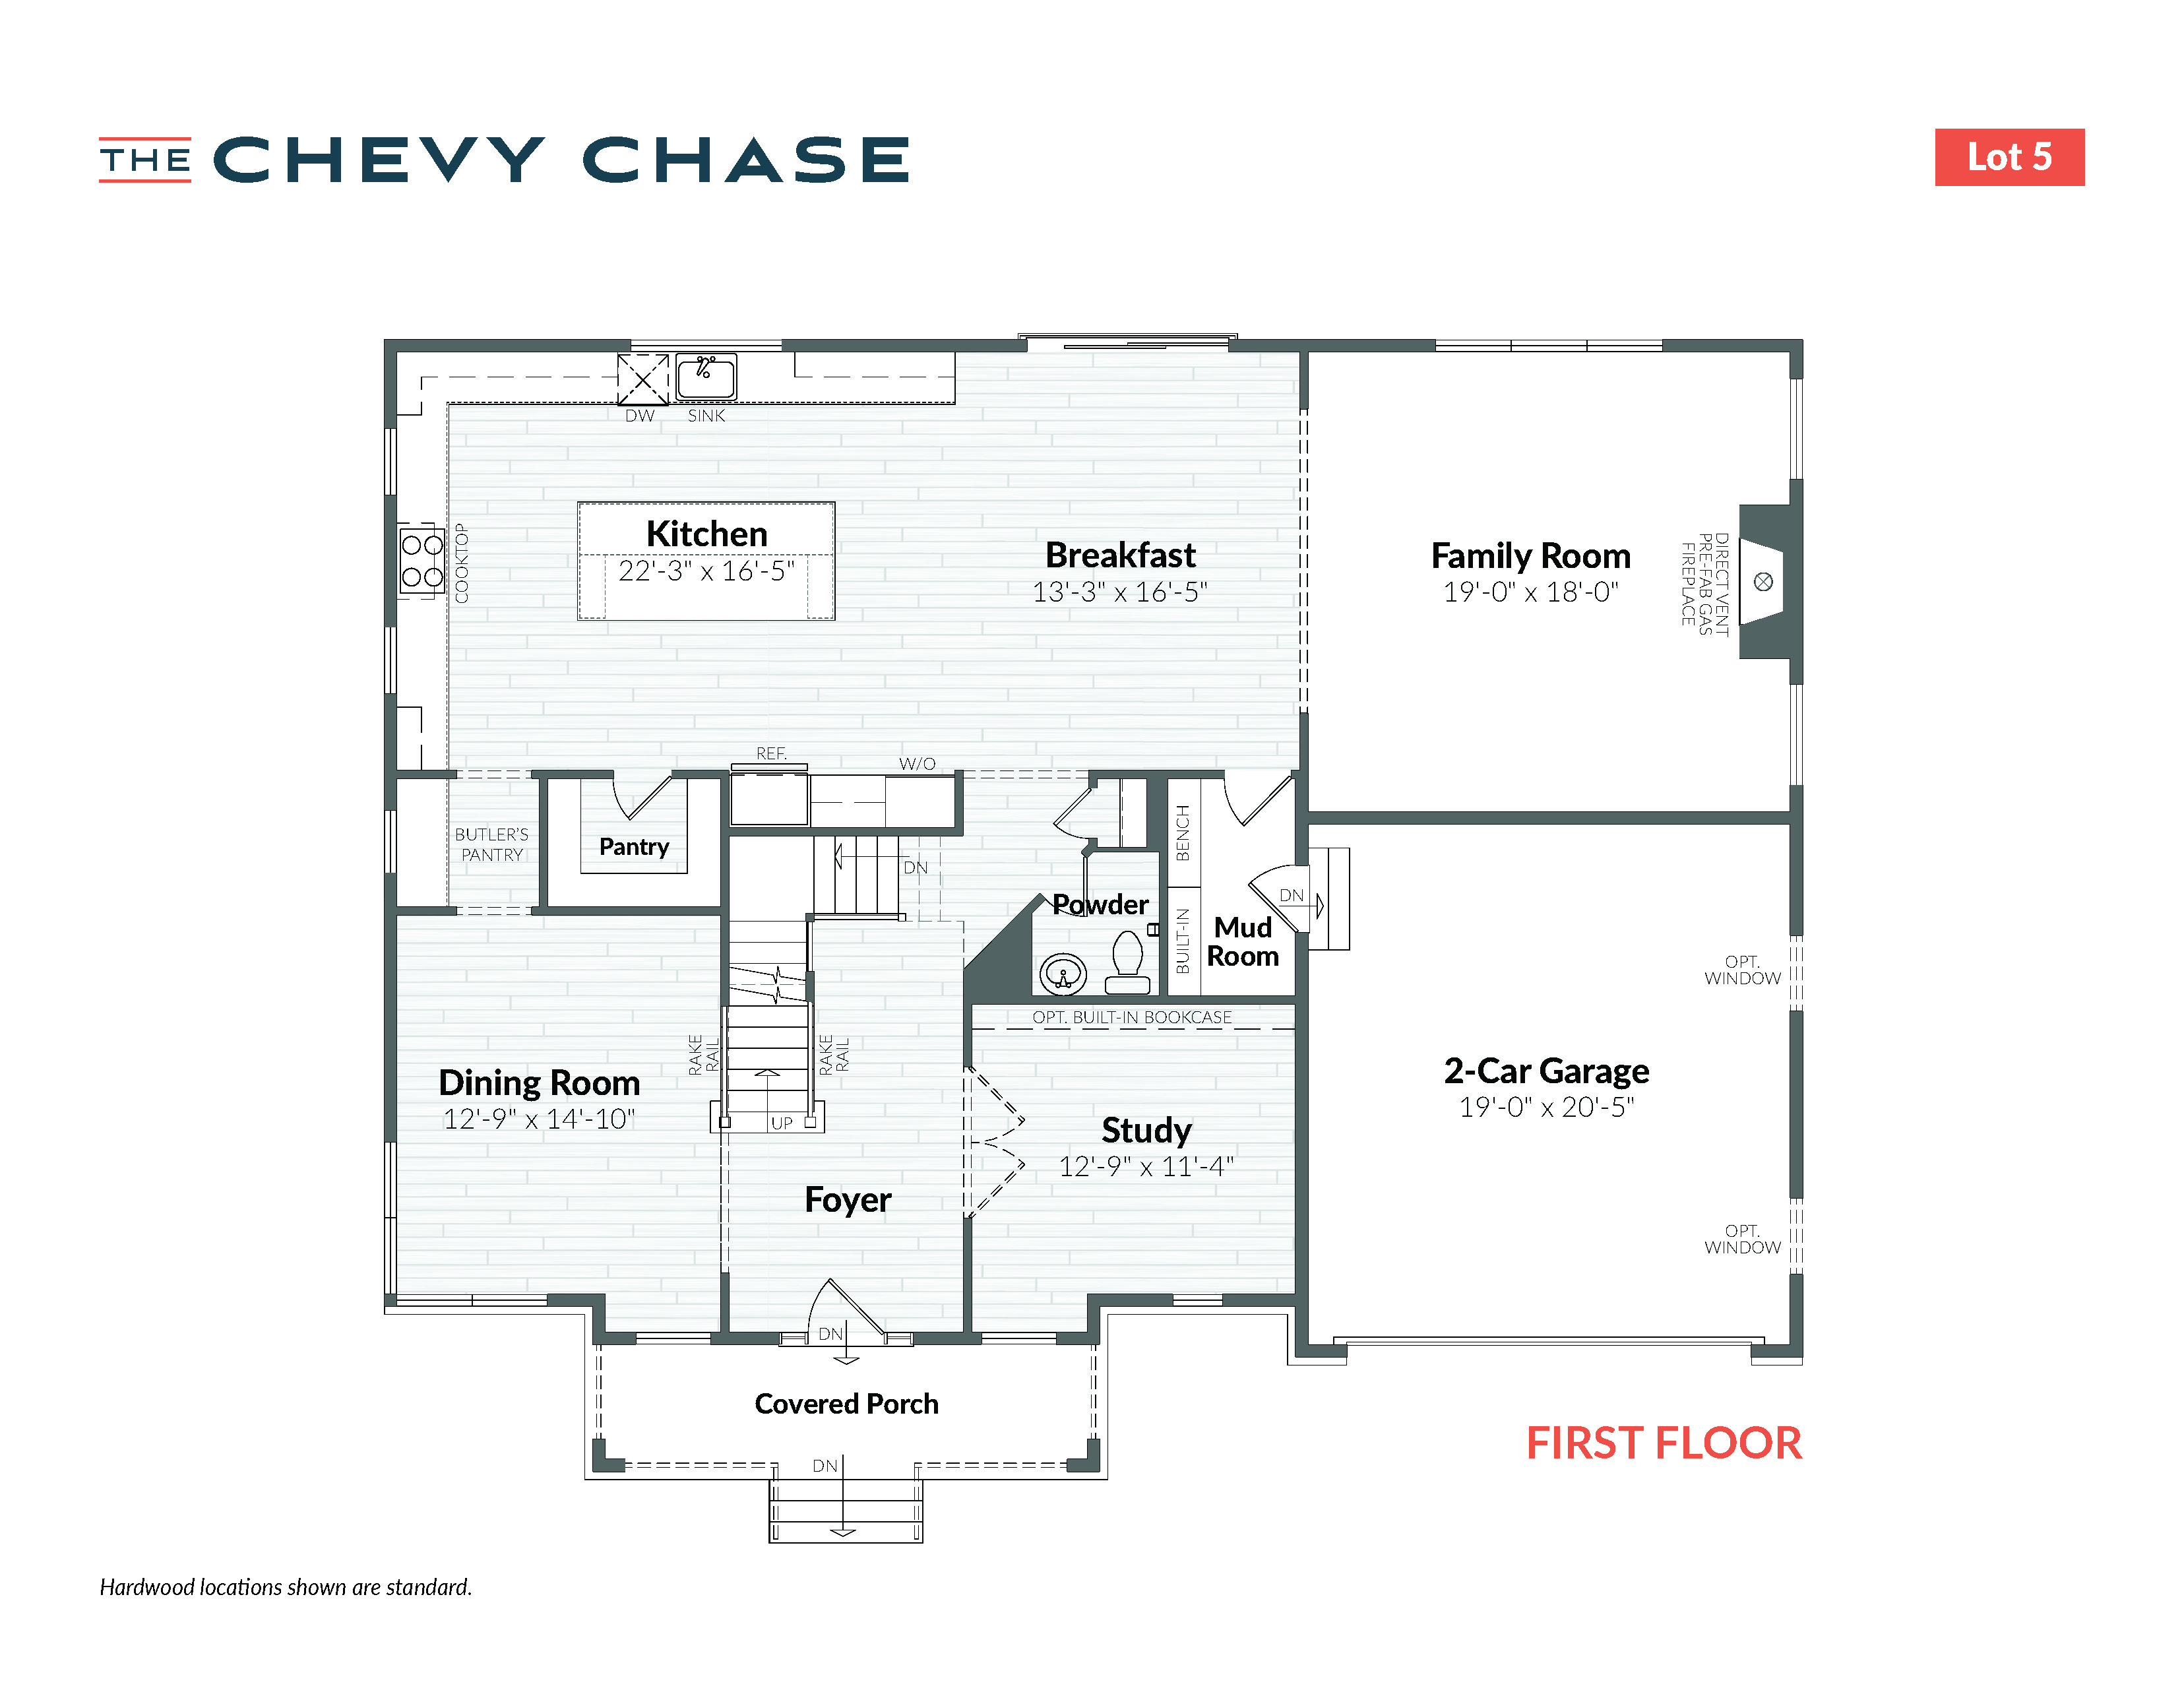 THE CHEVY CHASE
Lot 5
DW
SINK
COOKTOP
Kitchen
22'-3" x 16'-5"
Breakfast
13'-3" x 16'-5"
Family Room
19'-0" x 18'-0"
DIRECT VENT
PRE-FAB GAS
FIREPLACE
REF.
W/O
BUTLER'S
PANTRY
Pantry
DN
BENCH
BUILT-IN
Powder
Mud
Room
DN
OPT.
WINDOW
OPT. BUILT-IN BOOKCASE
RAKE
RAIL
RAKE
RAIL
UP
Dining Room
12'-9" x 14'-10"
Study
12'-9" x 11'-4"
2-Car Garage
19'-0" x 20'-5"
Foyer
OPT.
WINDOW
DN
Covered Porch
DN
FIRST FLOOR
Hardwood locations shown are standard.